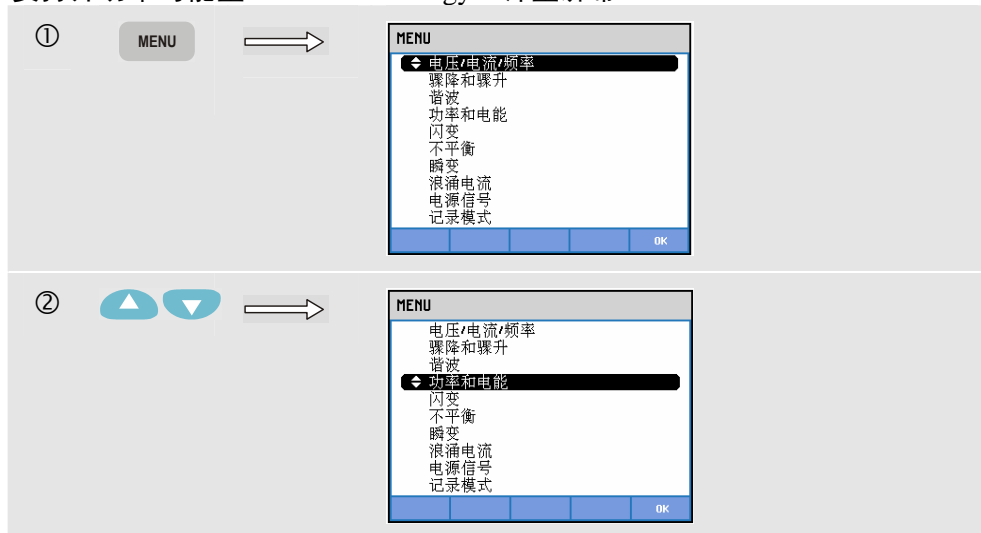 ①
MENU
MENU
电压/电流/频率
骤降和骤升
谐波
功率和电能
闪变
不平衡
瞬变
浪涌电流
电源信号
记录模式
OK
②
MENU
电压/电流/频率
骤降和骤升
谐波
功率和电能
闪变
不平衡
瞬变
浪涌电流
电源信号
记录模式
OK